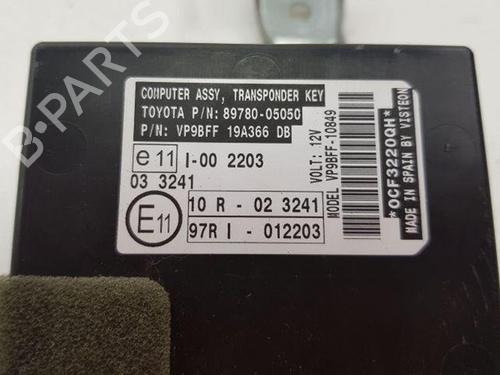 COMPUTER ASSY, TRANSPONDER KEY
TOYOTA P/N: 89780-05050
P/N: VP9BFF 19A366 DB
e 11 I-00 2203
03 3241
E11
10 R - 02 3241
97R I - 012203
VOLT: 12V
MODEL VP9BFF-10849
*OCF3220QH*
MADE IN SPAIN BY VISTEON
B-PARTS